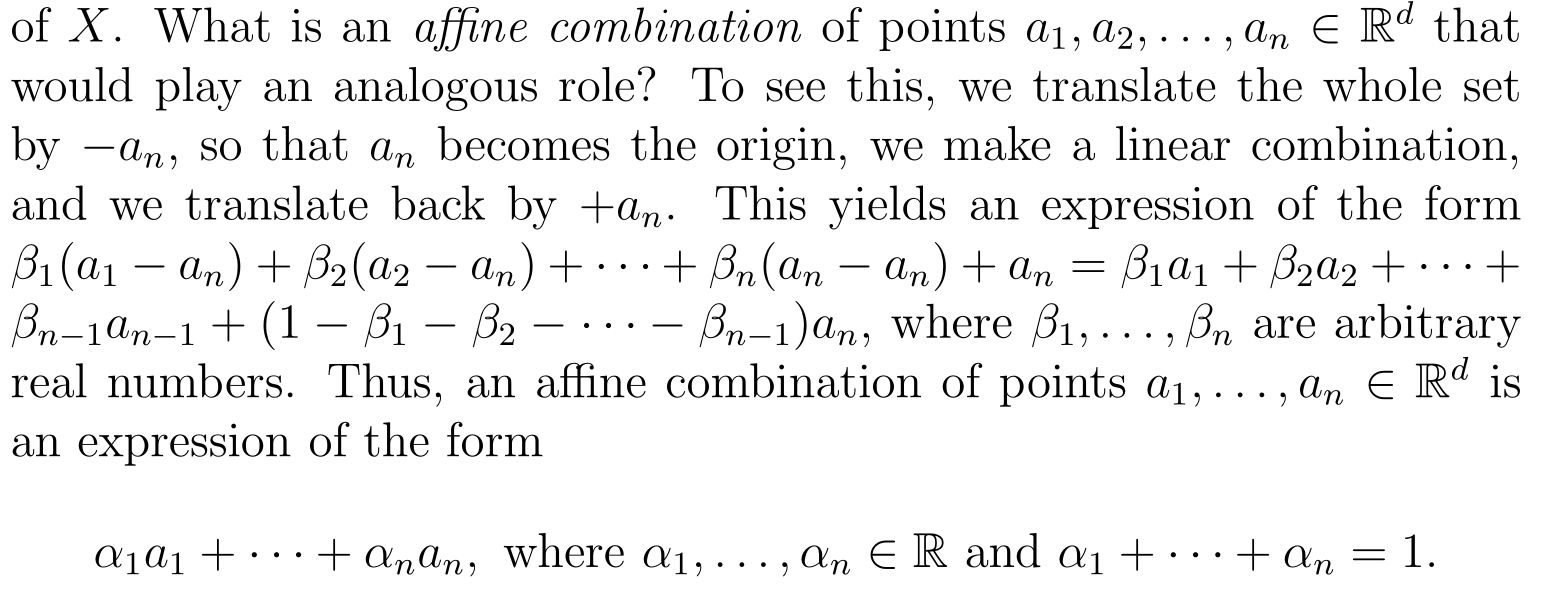 of X. What is an affine combination of points a₁, a₂, . . . , aₙ ∈ ℝᵈ that
would play an analogous role? To see this, we translate the whole set
by −aₙ, so that aₙ becomes the origin, we make a linear combination,
and we translate back by +aₙ. This yields an expression of the form
β₁(a₁ − aₙ) + β₂(a₂ − aₙ) + · · · + βₙ(aₙ − aₙ) + aₙ = β₁a₁ + β₂a₂ + · · · +
βₙ₋₁aₙ₋₁ + (1 − β₁ − β₂ − · · · − βₙ₋₁)aₙ, where β₁, . . . , βₙ are arbitrary
real numbers. Thus, an affine combination of points a₁, . . . , aₙ ∈ ℝᵈ is
an expression of the form
α₁a₁ + · · · + αₙaₙ, where α₁, . . . , αₙ ∈ ℝ and α₁ + · · · + αₙ = 1.